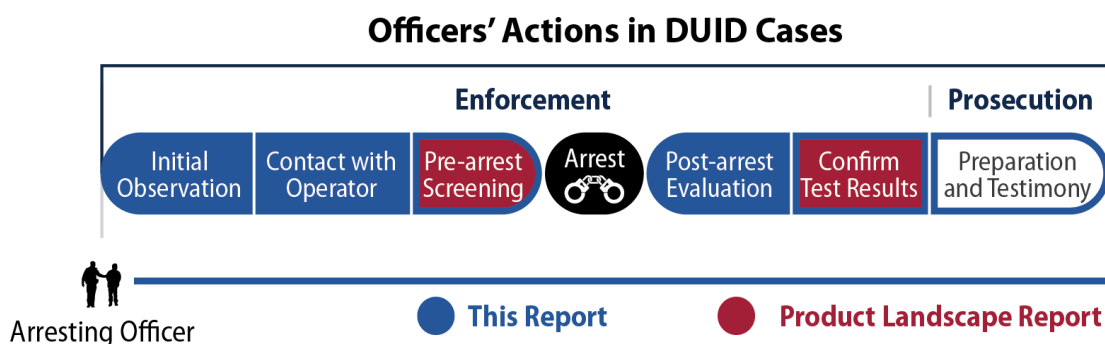 Officers’ Actions in DUID Cases
Enforcement
Prosecution
Initial
Observation
Contact with
Operator
Pre-arrest
Screening
Arrest
Post-arrest
Evaluation
Confirm
Test Results
Preparation
and Testimony
Arresting Officer
This Report
Product Landscape Report